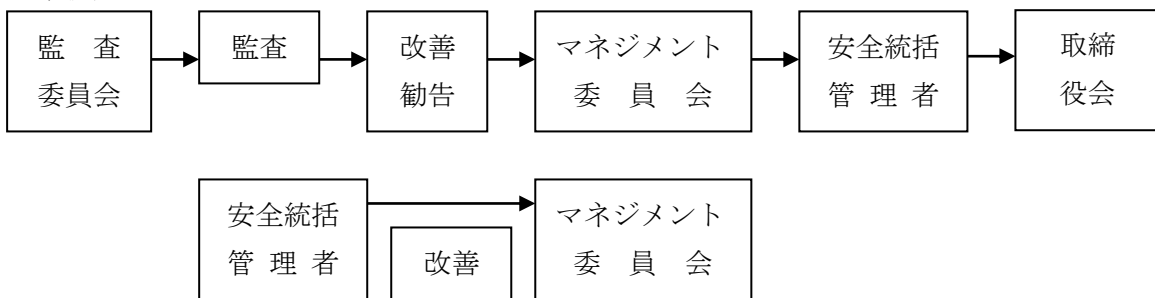 監 査
委員会
監査
改善
勧告
マネジメント
委 員 会
安全統括
管 理 者
取締
役会
安全統括
管 理 者
改善
マネジメント
委 員 会